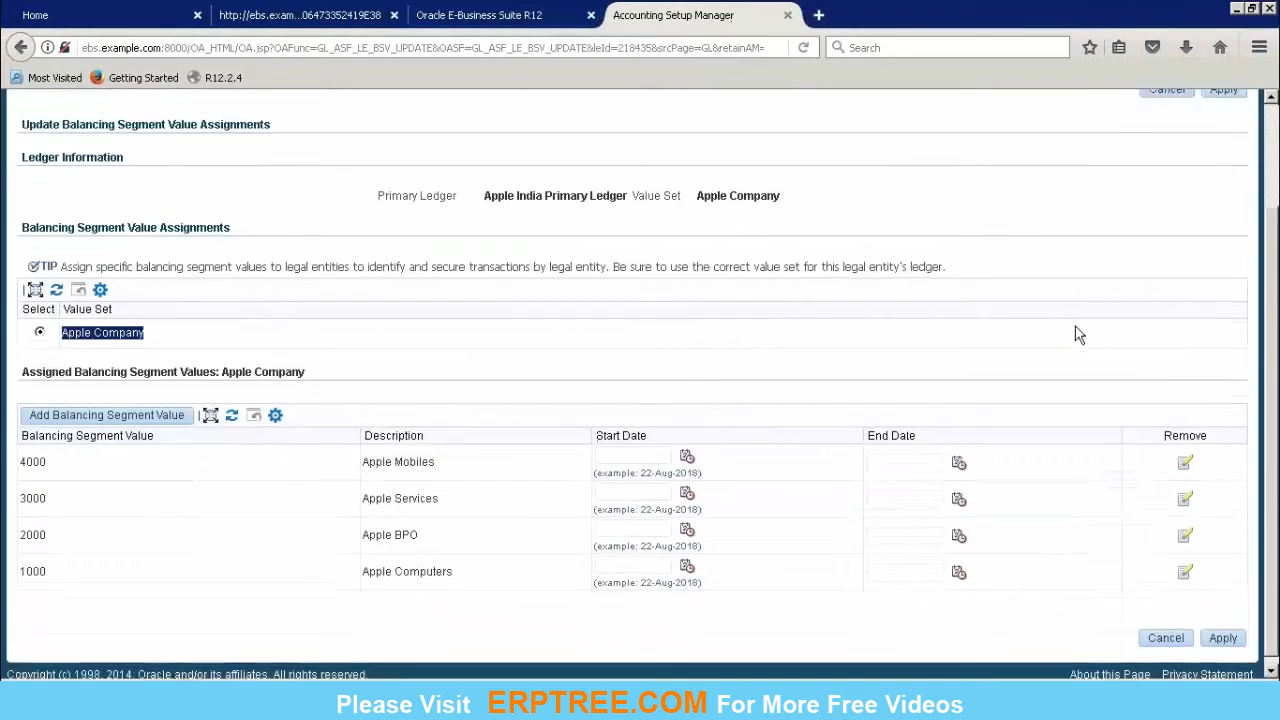 Home
http://ebs.exam...06473352419E38
Oracle E-Business Suite R12
Accounting Setup Manager
ebs.example.com:8000/OA_HTML/OA.jsp?OAFunc=GL_ASF_LE_BSV_UPDATE&OASF=GL_ASF_LE_BSV_UPDATE&leId=218435&srcPage=GL&retainAM=
Search
Most Visited Getting Started R12.2.4
Cancel Apply
Update Balancing Segment Value Assignments
Ledger Information
Primary Ledger Apple India Primary Ledger Value Set Apple Company
Balancing Segment Value Assignments
TIP Assign specific balancing segment values to legal entities to identify and secure transactions by legal entity. Be sure to use the correct value set for this legal entity's ledger.
Select Value Set
Apple Company
Assigned Balancing Segment Values: Apple Company
Add Balancing Segment Value
Balancing Segment Value Description Start Date End Date Remove
4000 Apple Mobiles
(example: 22-Aug-2018)
3000 Apple Services
(example: 22-Aug-2018)
2000 Apple BPO
(example: 22-Aug-2018)
1000 Apple Computers
(example: 22-Aug-2018)
Cancel Apply
Copyright (c) 1998, 2014, Oracle and/or its affiliates. All rights reserved. About this Page Privacy Statement
Please Visit ERPTREE.COM For More Free Videos